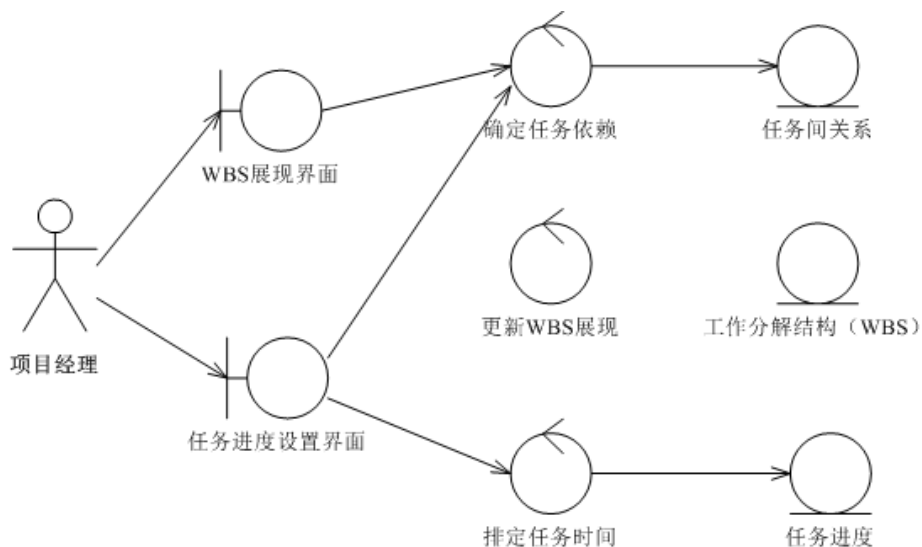 确定任务依赖
任务间关系
WBS展现界面
更新WBS展现
工作分解结构（WBS）
项目经理
任务进度设置界面
排定任务时间
任务进度